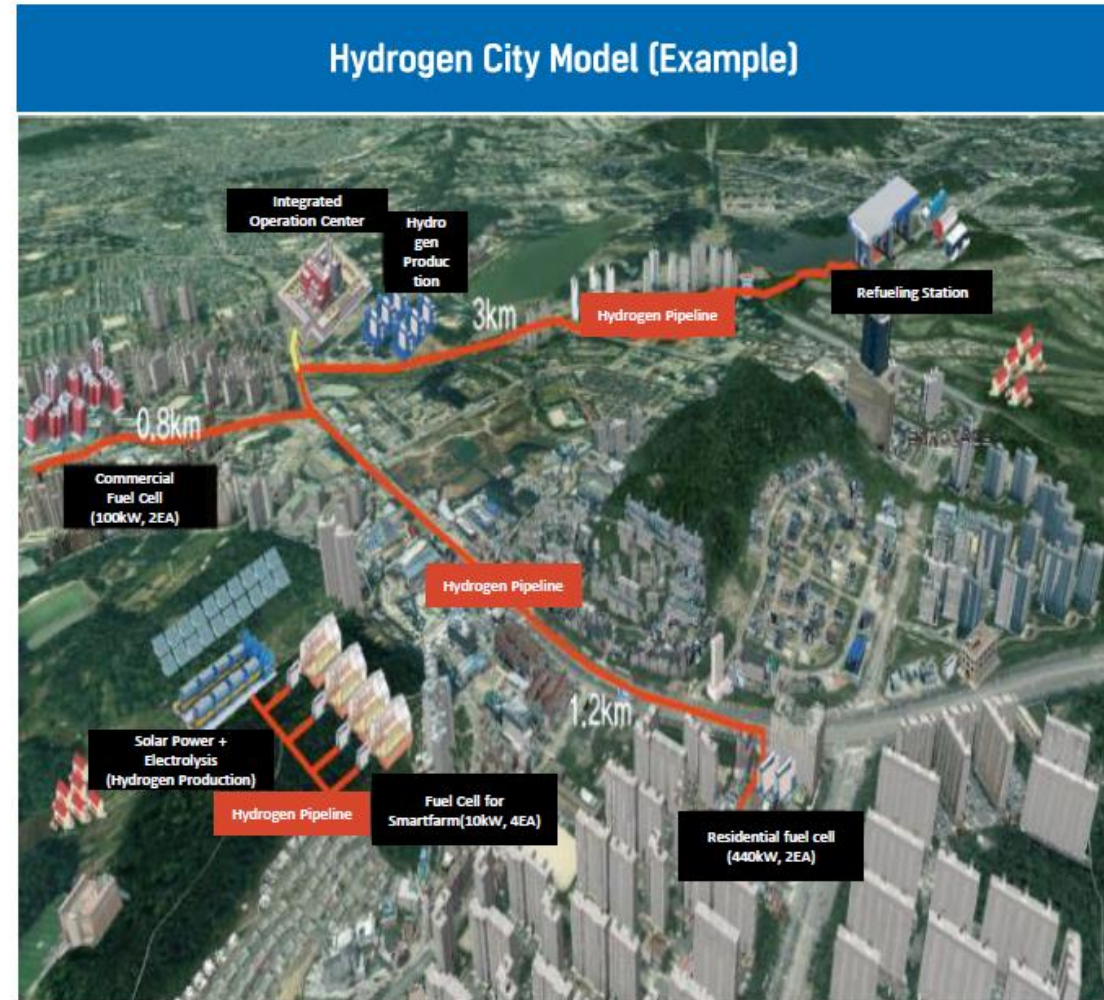 Hydrogen City Model (Example)
Integrated
Operation Center
Hydro
gen
Produc
tion
3km
Hydrogen Pipeline
Refueling Station
0.8km
Commercial
Fuel Cell
(100kW, 2EA)
Hydrogen Pipeline
1.2km
Solar Power +
Electrolysis
(Hydrogen Production)
Hydrogen Pipeline
Fuel Cell for
Smartfarm(10kW, 4EA)
Residential fuel cell
(440kW, 2EA)